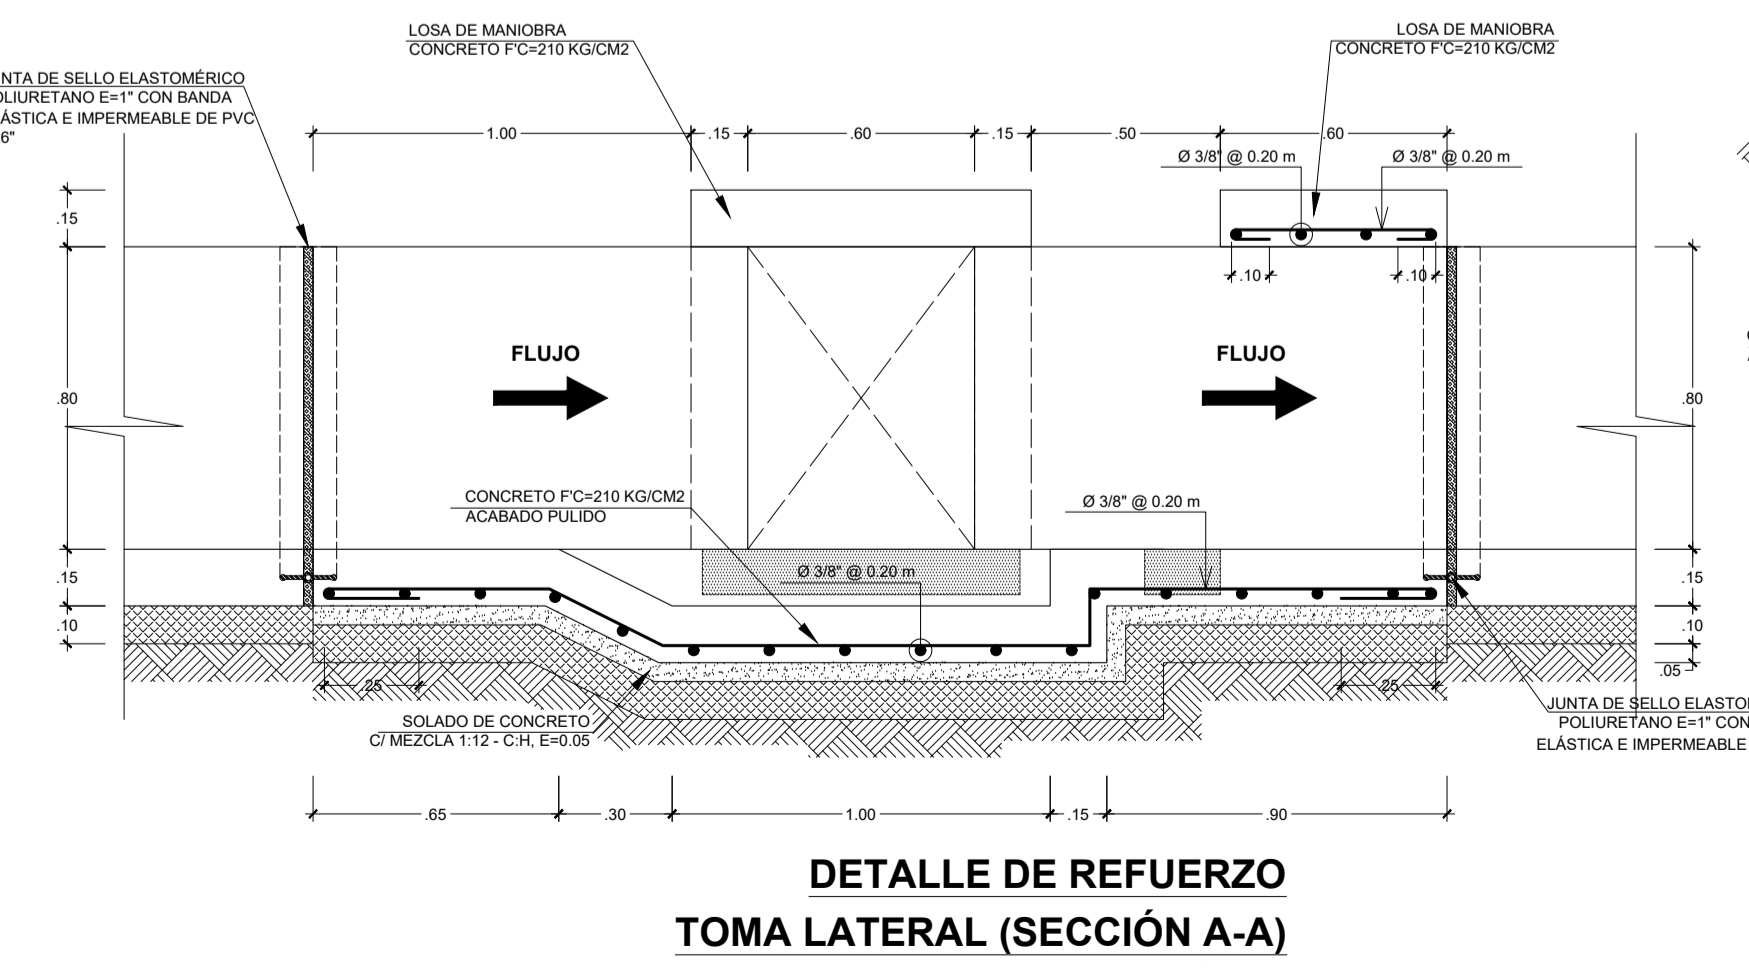 LOSA DE MANIOBRA
CONCRETO F'C=210 KG/CM2
LOSA DE MANIOBRA
CONCRETO F'C=210 KG/CM2
NTA DE SELLO ELASTOMÉRICO
OLIURETANO E=1" CON BANDA
ÁSTICA E IMPERMEABLE DE PVC
6"
1.00
.15
.60
.15
.50
.60
Ø 3/8" @ 0.20 m
Ø 3/8" @ 0.20 m
.15
.10
.10
FLUJO
FLUJO
.80
.80
CONCRETO F'C=210 KG/CM2
ACABADO PULIDO
Ø 3/8" @ 0.20 m
Ø 3/8" @ 0.20 m
.15
.15
.10
.10
.05
.25
.25
SOLADO DE CONCRETO
C/ MEZCLA 1:12 - C:H, E=0.05
JUNTA DE SELLO ELASTO
POLIURETANO E=1" CON
ELÁSTICA E IMPERMEABLE
.65
.30
1.00
.15
.90
DETALLE DE REFUERZO
TOMA LATERAL (SECCIÓN A-A)